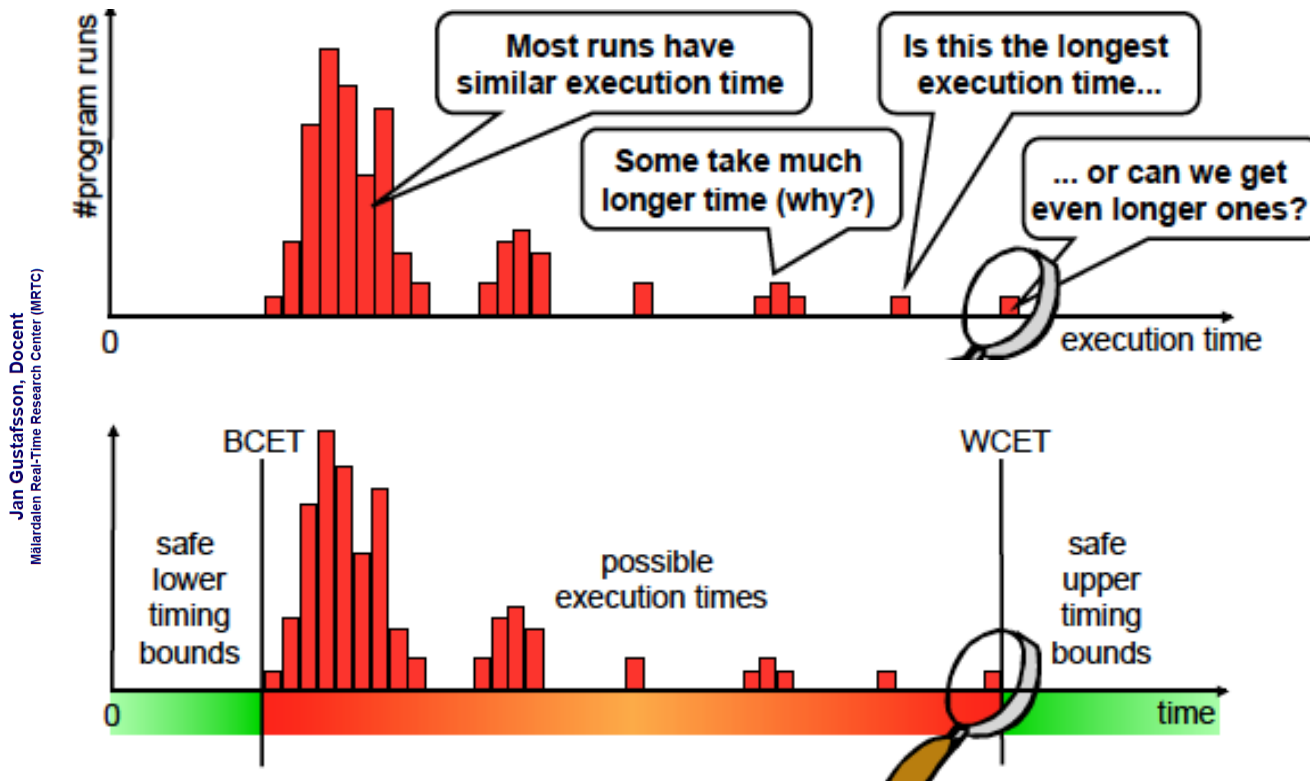 #program runs
Most runs have
similar execution time
Is this the longest
execution time...
Some take much
longer time (why?)
... or can we get
even longer ones?
0
execution time
Jan Gustafsson, Docent
Mälardalen Real-Time Research Center (MRTC)
BCET
WCET
safe
lower
timing
bounds
possible
execution times
safe
upper
timing
bounds
0
time